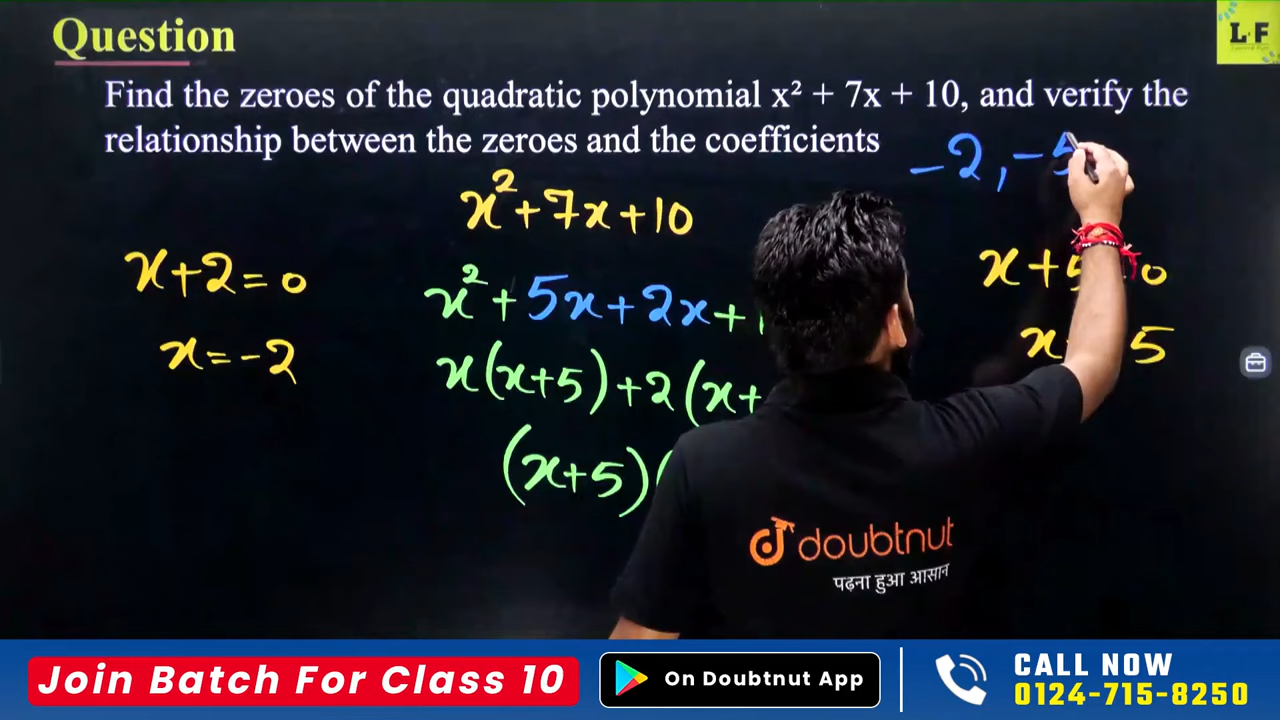 Question
L.F
Find the zeroes of the quadratic polynomial x² + 7x + 10, and verify the
relationship between the zeroes and the coefficients
-2, -5
x²+7x+10
x+2=0
x²+5x+2x+
x+5 0
x=-2
x(x+5)+2(x+
x 5
(x+5)(
doubtnut
पढ़ना हुआ आसान
Join Batch For Class 10
On Doubtnut App
CALL NOW
0124-715-8250